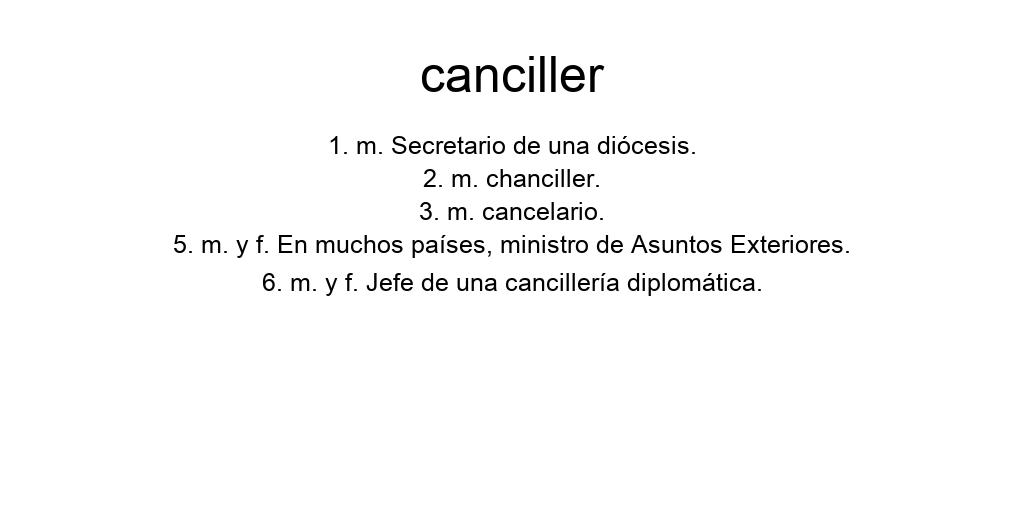 canciller
1. m. Secretario de una diócesis.
2. m. chanciller.
3. m. cancelario.
5. m. y f. En muchos países, ministro de Asuntos Exteriores.
6. m. y f. Jefe de una cancillería diplomática.